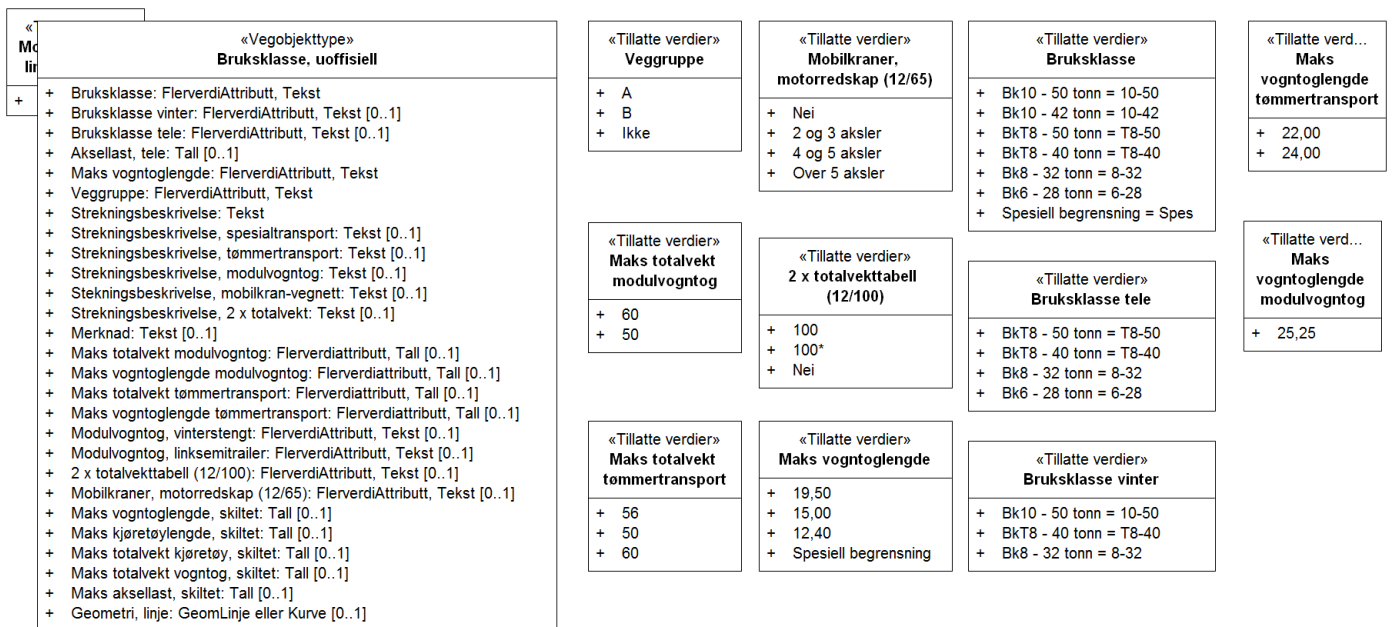 «Vegobjekttype»
Bruksklasse, uoffisiell
+ Bruksklasse: FlerverdiAttributt, Tekst
+ Bruksklasse vinter: FlerverdiAttributt, Tekst [0..1]
+ Bruksklasse tele: FlerverdiAttributt, Tekst [0..1]
+ Aksellast, tele: Tall [0..1]
+ Maks vogntoglengde: FlerverdiAttributt, Tekst
+ Veggruppe: FlerverdiAttributt, Tekst
+ Strekningsbeskrivelse: Tekst
+ Strekningsbeskrivelse, spesialtransport: Tekst [0..1]
+ Strekningsbeskrivelse, tømmertransport: Tekst [0..1]
+ Strekningsbeskrivelse, modulvogntog: Tekst [0..1]
+ Stekningsbeskrivelse, mobilkran-vegnett: Tekst [0..1]
+ Strekningsbeskrivelse, 2 x totalvekt: Tekst [0..1]
+ Merknad: Tekst [0..1]
+ Maks totalvekt modulvogntog: Flerverdiattributt, Tall [0..1]
+ Maks vogntoglengde modulvogntog: Flerverdiattributt, Tall [0..1]
+ Maks totalvekt tømmertransport: Flerverdiattributt, Tall [0..1]
+ Maks vogntoglengde tømmertransport: Flerverdiattributt, Tall [0..1]
+ Modulvogntog, vinterstengt: FlerverdiAttributt, Tekst [0..1]
+ Modulvogntog, linksemitrailer: FlerverdiAttributt, Tekst [0..1]
+ 2 x totalvekttabell (12/100): FlerverdiAttributt, Tekst [0..1]
+ Mobilkraner, motorredskap (12/65): FlerverdiAttributt, Tekst [0..1]
+ Maks vogntoglengde, skiltet: Tall [0..1]
+ Maks kjøretøylengde, skiltet: Tall [0..1]
+ Maks totalvekt kjøretøy, skiltet: Tall [0..1]
+ Maks totalvekt vogntog, skiltet: Tall [0..1]
+ Maks aksellast, skiltet: Tall [0..1]
+ Geometri, linje: GeomLinje eller Kurve [0..1]
«Tillatte verdier»
Veggruppe
+ A
+ B
+ Ikke
«Tillatte verdier»
Maks totalvekt
modulvogntog
+ 60
+ 50
«Tillatte verdier»
Maks totalvekt
tømmertransport
+ 56
+ 50
+ 60
«Tillatte verdier»
Mobilkraner,
motorredskap (12/65)
+ Nei
+ 2 og 3 aksler
+ 4 og 5 aksler
+ Over 5 aksler
«Tillatte verdier»
2 x totalvekttabell
(12/100)
+ 100
+ 100*
+ Nei
«Tillatte verdier»
Maks vogntoglengde
+ 19,50
+ 15,00
+ 12,40
+ Spesiell begrensning
«Tillatte verdier»
Bruksklasse
+ Bk10 - 50 tonn = 10-50
+ Bk10 - 42 tonn = 10-42
+ BkT8 - 50 tonn = T8-50
+ BkT8 - 40 tonn = T8-40
+ Bk8 - 32 tonn = 8-32
+ Bk6 - 28 tonn = 6-28
+ Spesiell begrensning = Spes
«Tillatte verdier»
Bruksklasse tele
+ BkT8 - 50 tonn = T8-50
+ BkT8 - 40 tonn = T8-40
+ Bk8 - 32 tonn = 8-32
+ Bk6 - 28 tonn = 6-28
«Tillatte verdier»
Bruksklasse vinter
+ Bk10 - 50 tonn = 10-50
+ BkT8 - 40 tonn = T8-40
+ Bk8 - 32 tonn = 8-32
«Tillatte verd...
Maks
vogntoglengde
tømmertransport
+ 22,00
+ 24,00
«Tillatte verd...
Maks
vogntoglengde
modulvogntog
+ 25,25